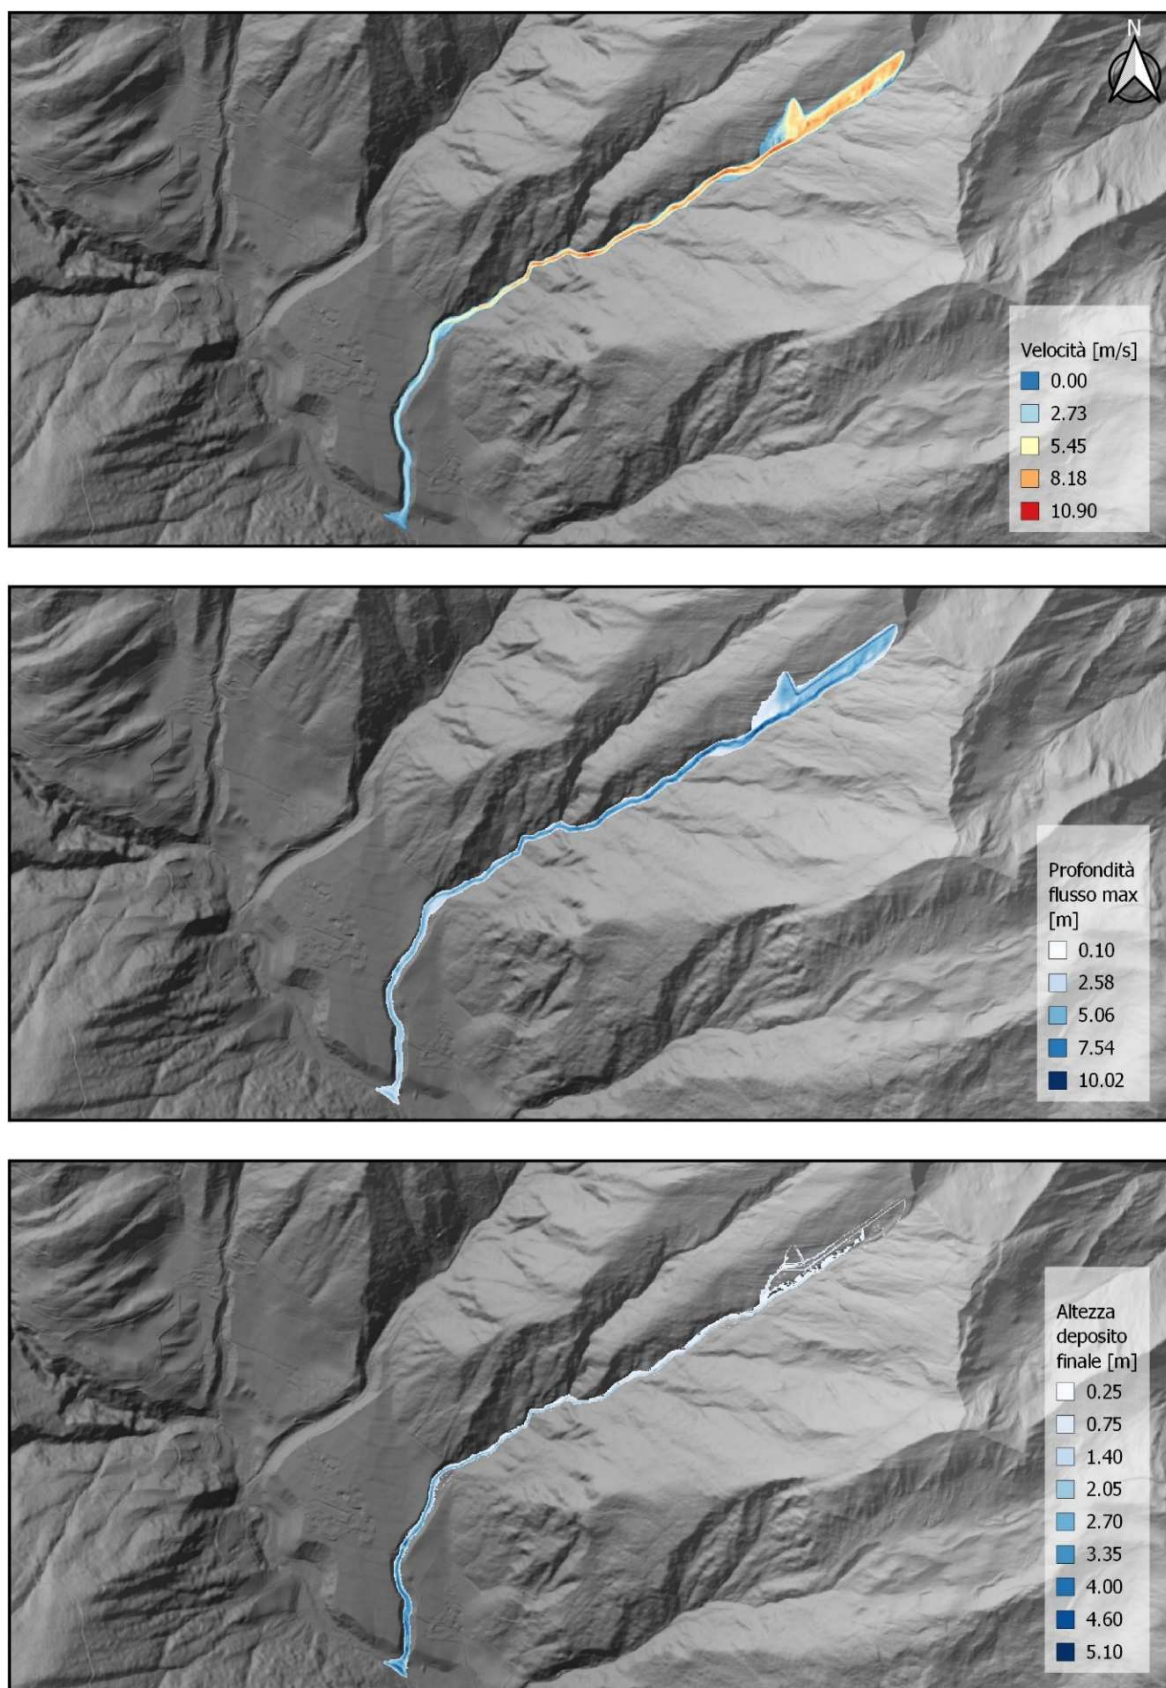 N
Velocità [m/s]
0.00
2.73
5.45
8.18
10.90
Profondità
flusso max
[m]
0.10
2.58
5.06
7.54
10.02
Altezza
deposito
finale [m]
0.25
0.75
1.40
2.05
2.70
3.35
4.00
4.60
5.10